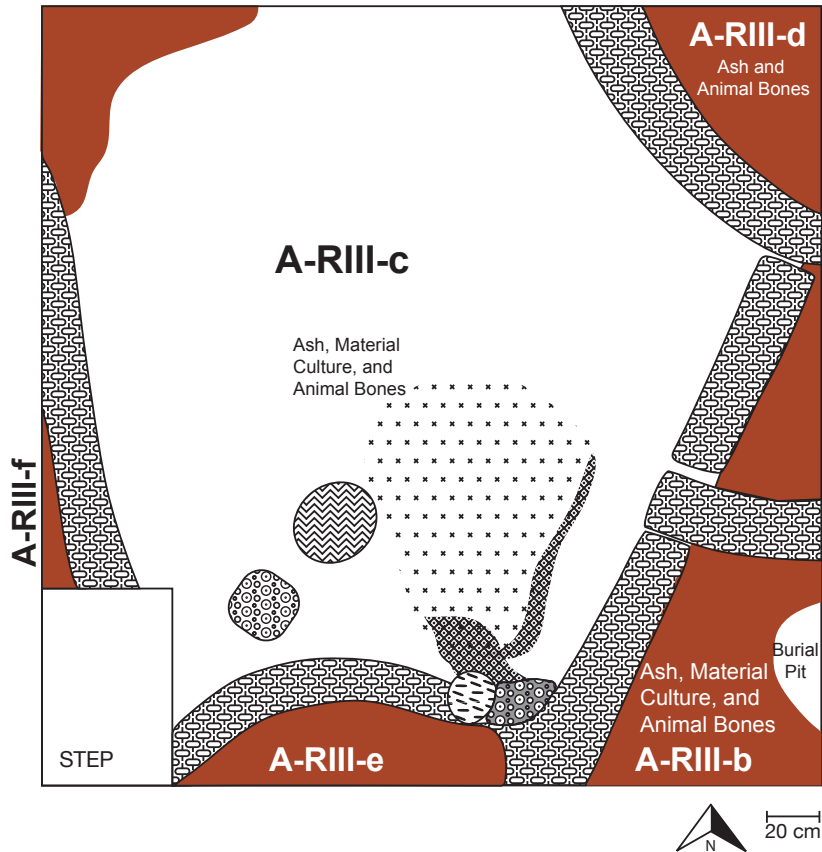 A-RIII-d
Ash and
Animal Bones
A-RIII-c
Ash, Material
Culture, and
Animal Bones
A-RIII-f
Burial
Pit
Ash, Material
Culture, and
Animal Bones
A-RIII-b
A-RIII-e
STEP
N
20 cm